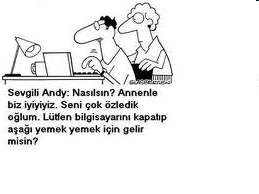 Sevgili Andy: Nasılsın? Annenle
biz iyiyiyiz. Seni çok özledik
oğlum. Lütfen bilgisayarını kapatıp
aşağı yemek yemek için gelir
misin?